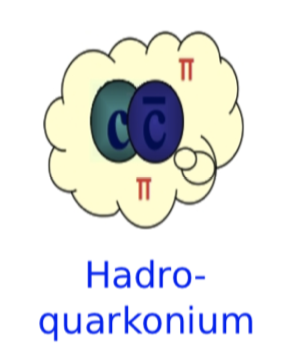 π
c c̄
π
Hadro-
quarkonium